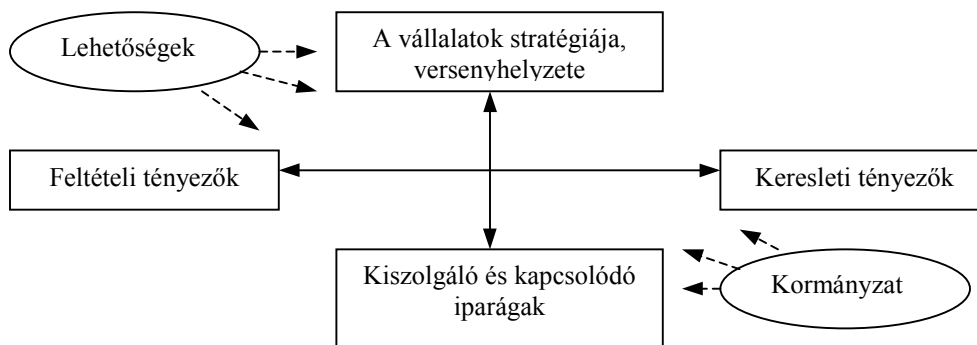 Lehetőségek
A vállalatok stratégiája,
versenyhelyzete
Feltételi tényezők
Keresleti tényezők
Kiszolgáló és kapcsolódó
iparágak
Kormányzat